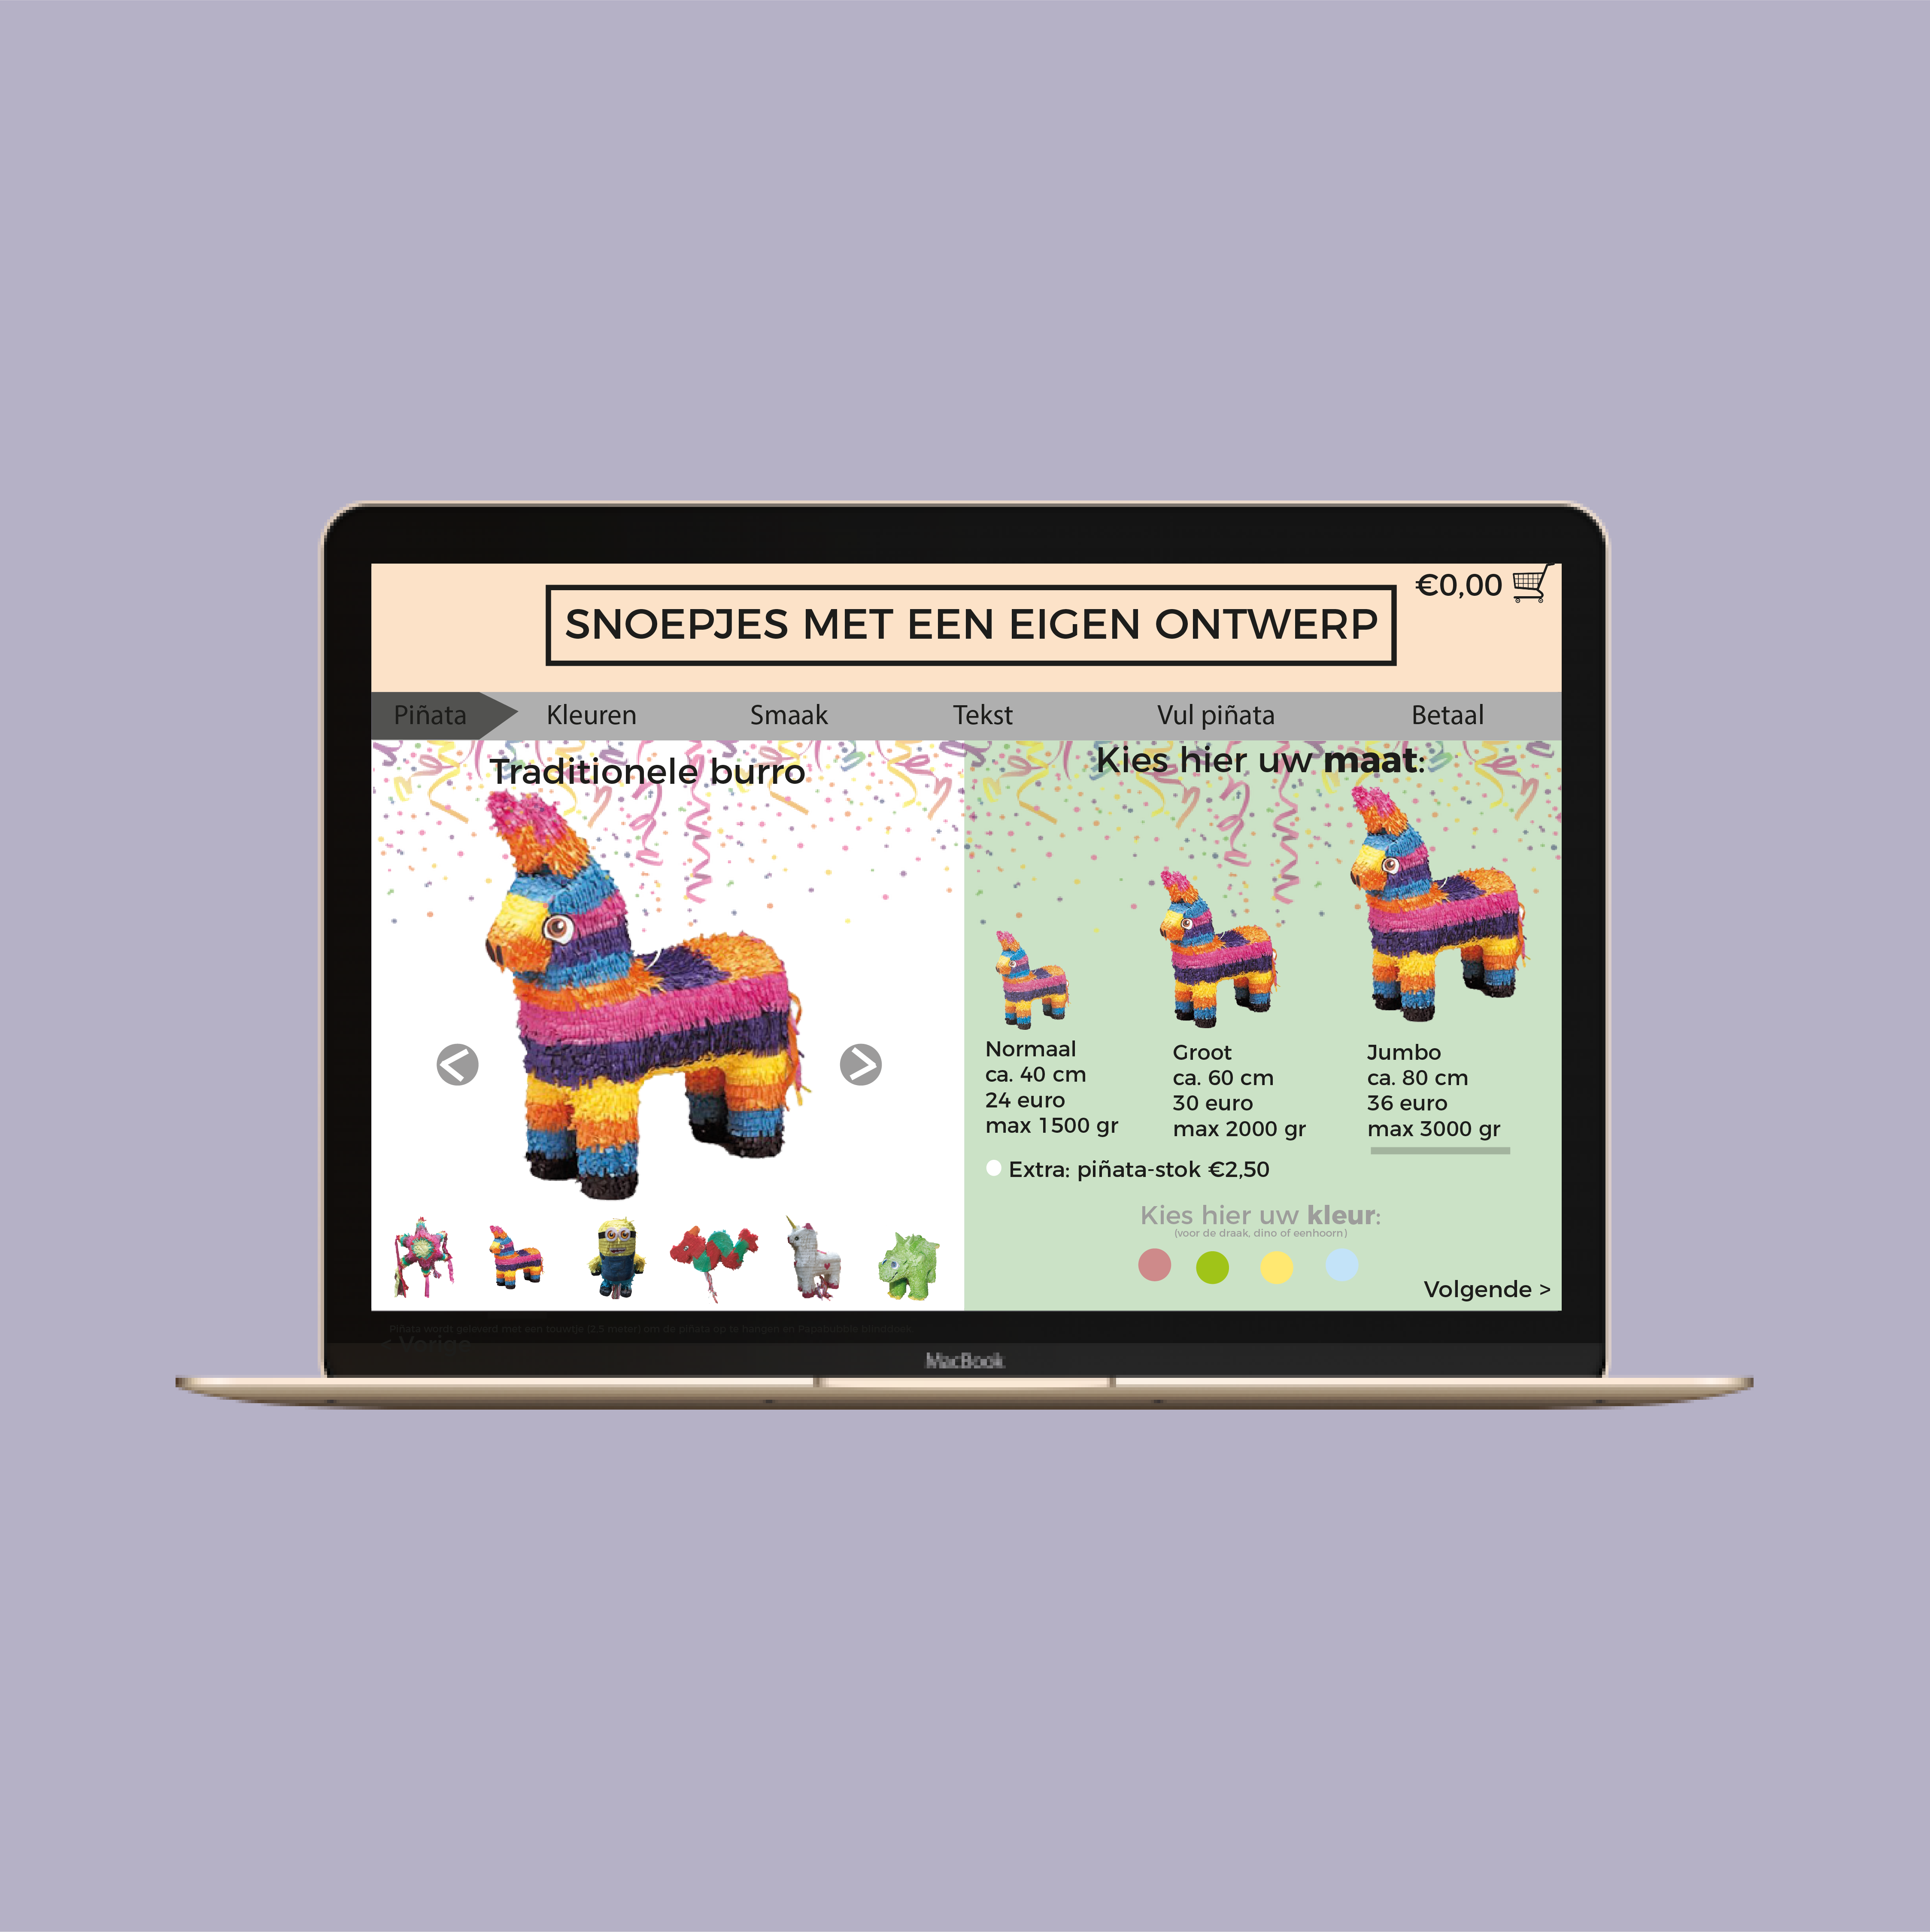 €0,00
SNOEPJES MET EEN EIGEN ONTWERP
Piñata Kleuren Smaak Tekst Vul piñata Betaal
Traditionele burro
Kies hier uw maat:
Normaal
ca. 40 cm
24 euro
max 1500 gr
Groot
ca. 60 cm
30 euro
max 2000 gr
Jumbo
ca. 80 cm
36 euro
max 3000 gr
Extra: piñata-stok €2,50
Kies hier uw kleur:
(voor de draak, dino of eenhoorn)
Volgende >
Piñata wordt geleverd met een touwtje (2,5 meter) om de piñata op te hangen en Papabubble
< Vorige
MacBook